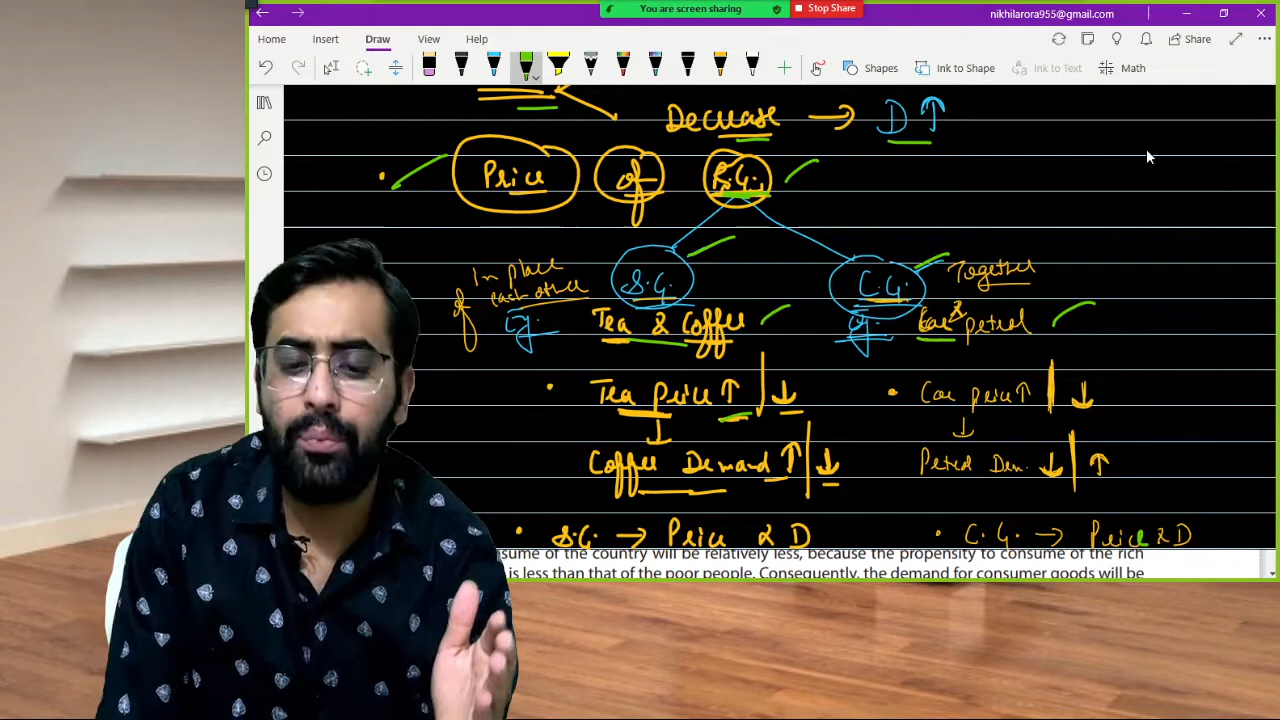 You are screen sharing Stop Share
nikhilarora955@gmail.com
Home Insert Draw View Help Share
Shapes Ink to Shape Ink to Text Math
Decrease → D↑
Price of R.G.
S.G. C.G. Together
In place
of each other
Eg. Tea & Coffee Eg. Car & petrol
Tea price ↑ | ↓ Car price ↑ | ↓
↓ ↓
Coffee Demand ↑ | ↓ Petrol Dem. ↓ | ↑
S.G. → Price & D C.G. → Price & D
sume of the country will be relatively less, because the propensity to consume of the rich
is less than that of the poor people. Consequently, the demand for consumer goods will be